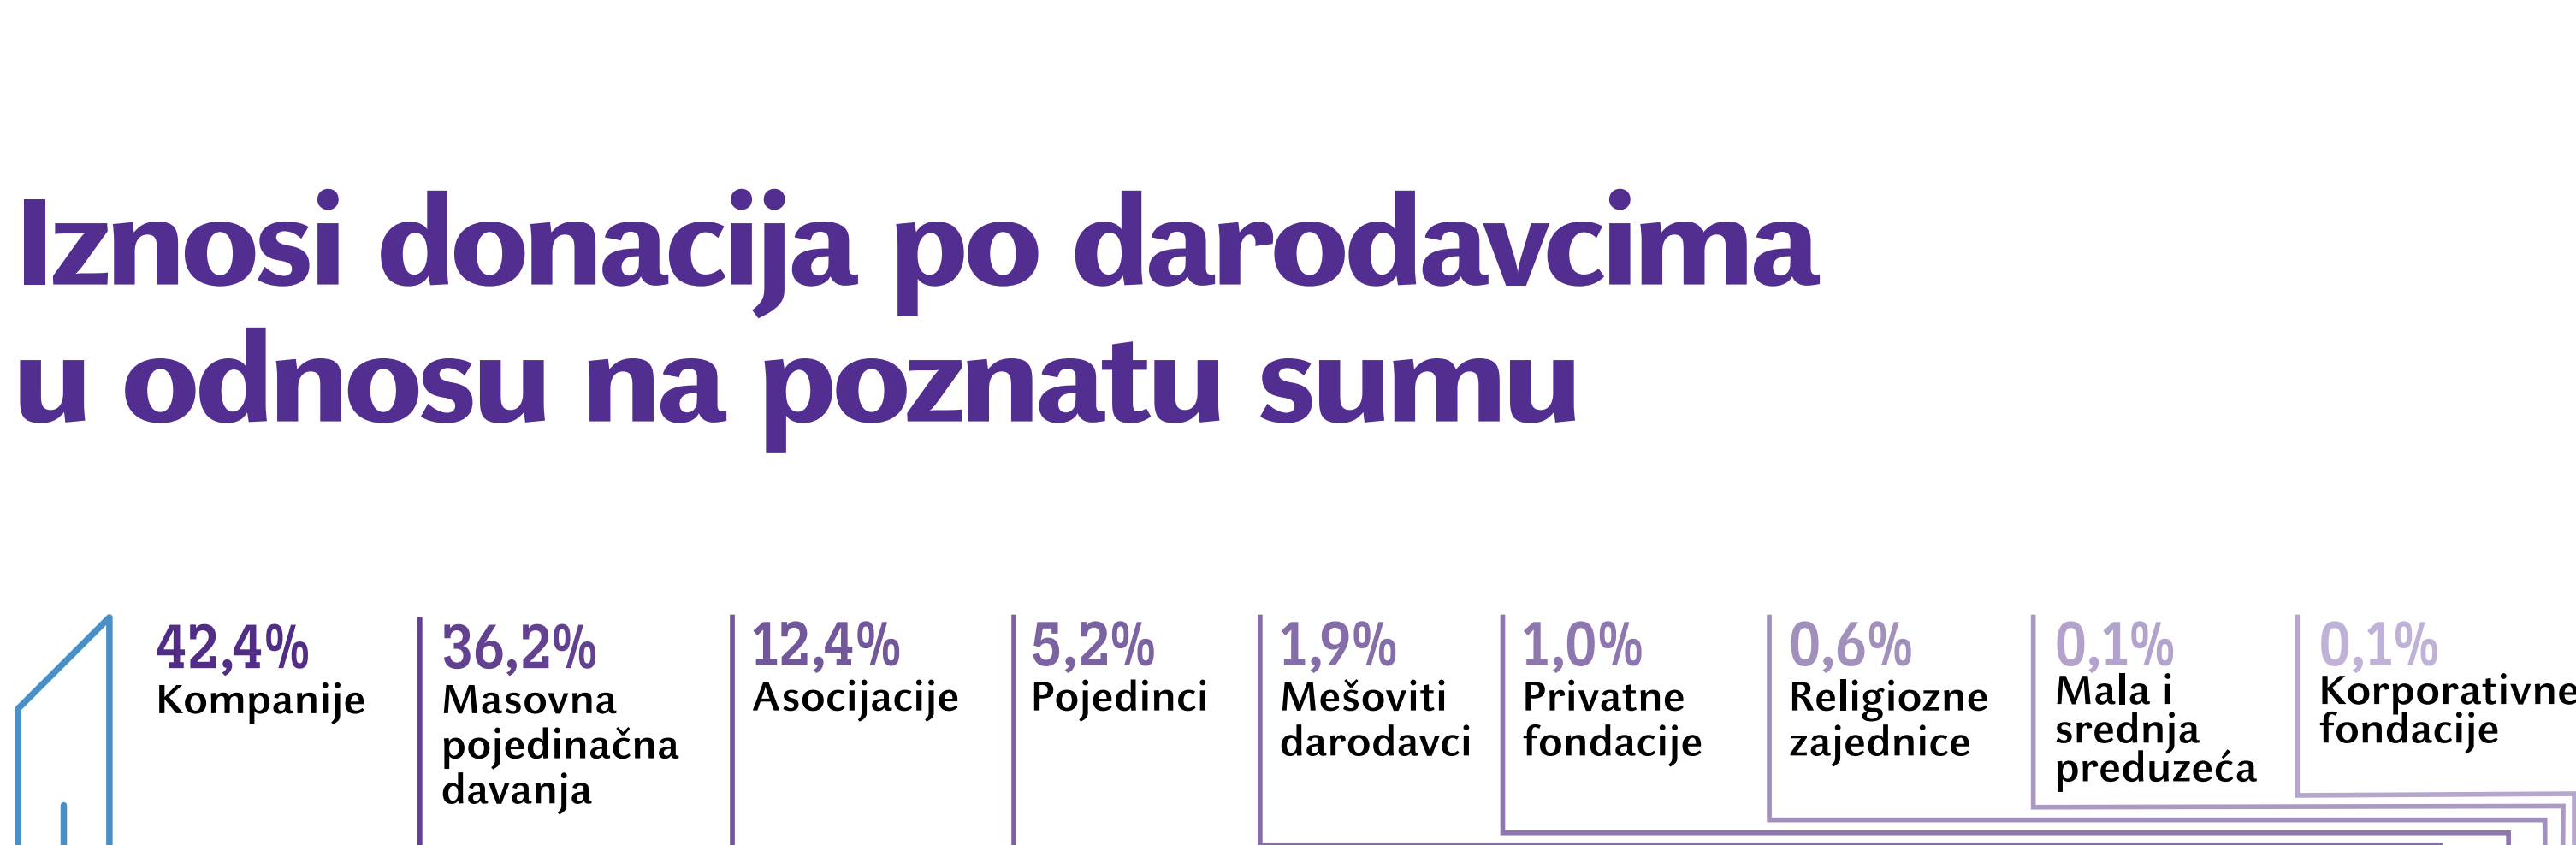 Iznosi donacija po darodavcima
u odnosu na poznatu sumu
42,4%
Kompanije
36,2%
Masovna
pojedinačna
davanja
12,4%
Asocijacije
5,2%
Pojedinci
1,9%
Mešoviti
darodavci
1,0%
Privatne
fondacije
0,6%
Religiozne
zajednice
0,1%
Mala i
srednja
preduzeća
0,1%
Korporativne
fondacije